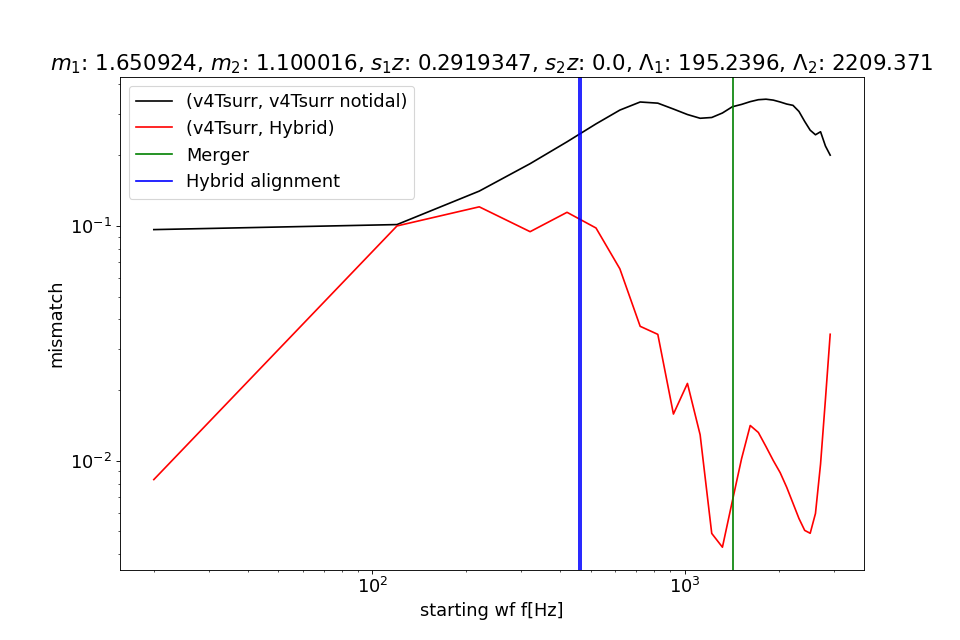 m₁: 1.650924, m₂: 1.100016, s₁z: 0.2919347, s₂z: 0.0, Λ₁: 195.2396, Λ₂: 2209.371
(v4Tsurr, v4Tsurr notidal)
(v4Tsurr, Hybrid)
Merger
Hybrid alignment
mismatch
10⁻¹
10⁻²
10² 10³
starting wf f[Hz]